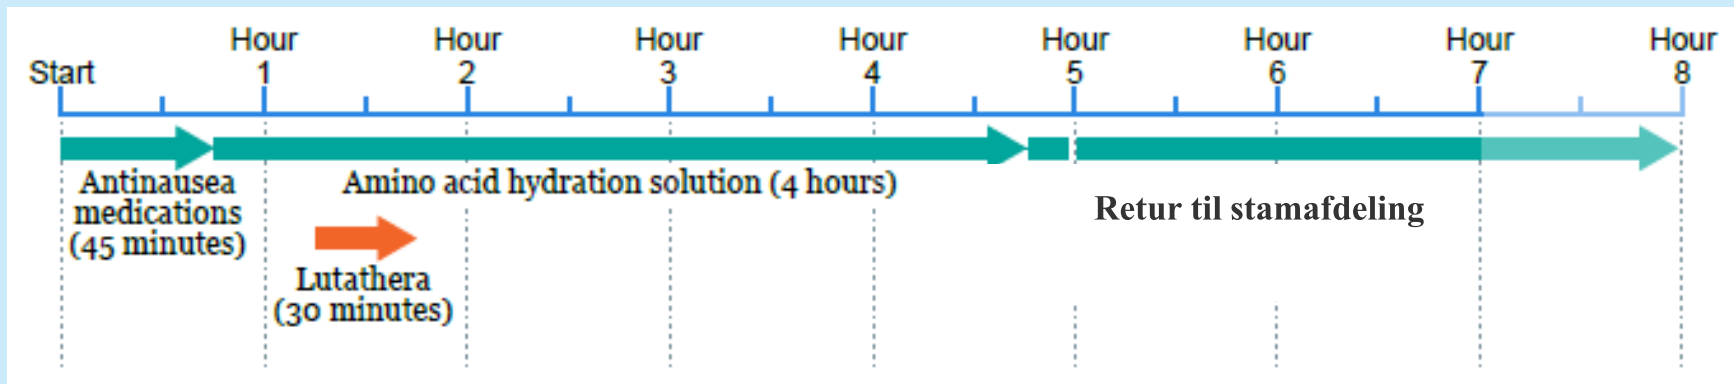 Start
Hour
1
Hour
2
Hour
3
Hour
4
Hour
5
Hour
6
Hour
7
Hour
8
Antinausea
medications
(45 minutes)
Amino acid hydration solution (4 hours)
Lutathera
(30 minutes)
Retur til stamafdeling